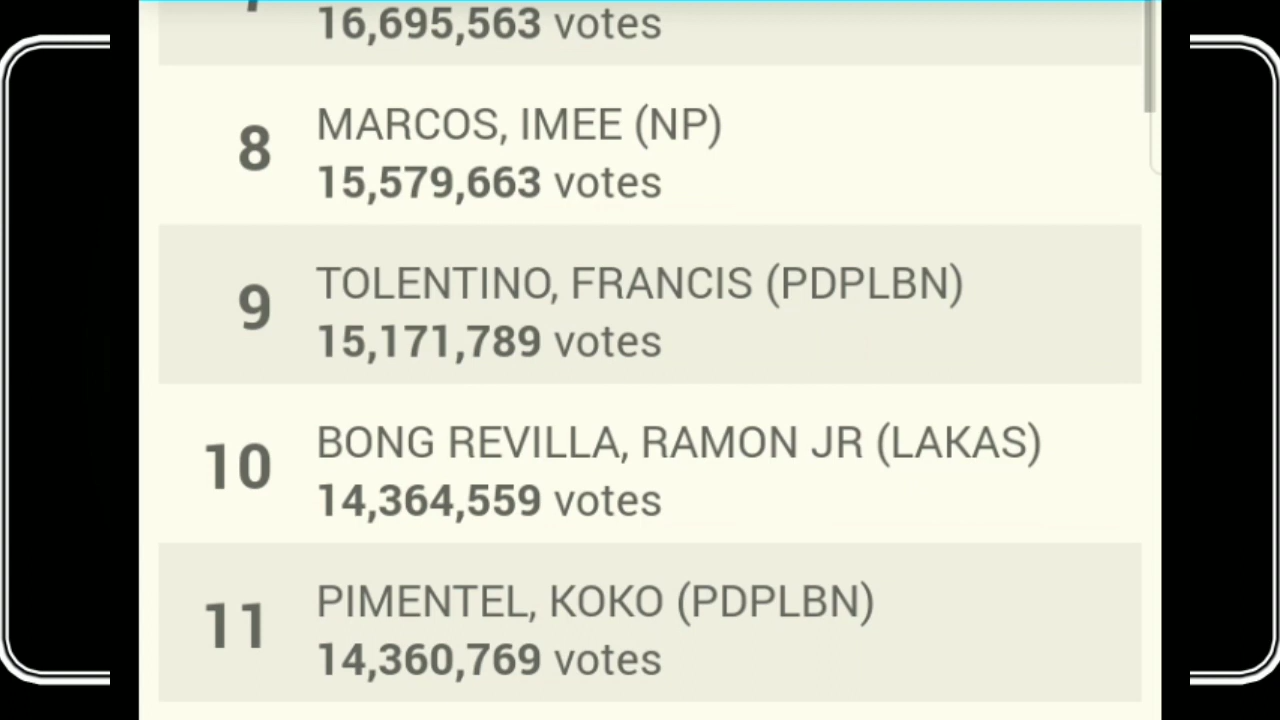 16,695,563 votes
8
MARCOS, IMEE (NP)
15,579,663 votes
9
TOLENTINO, FRANCIS (PDPLBN)
15,171,789 votes
10
BONG REVILLA, RAMON JR (LAKAS)
14,364,559 votes
11
PIMENTEL, KOKO (PDPLBN)
14,360,769 votes